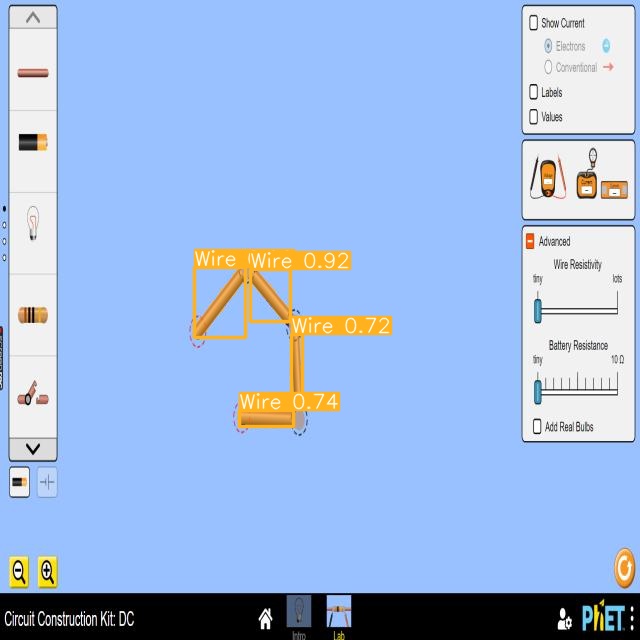 Show Current
Electrons
Conventional
Labels
Values
Advanced
Wire Resistivity
tiny lots
Battery Resistance
tiny 10 Ω
Add Real Bulbs
Wire
Wire 0.92
Wire 0.72
Wire 0.74
Circuit Construction Kit: DC
Intro
Lab
PhET